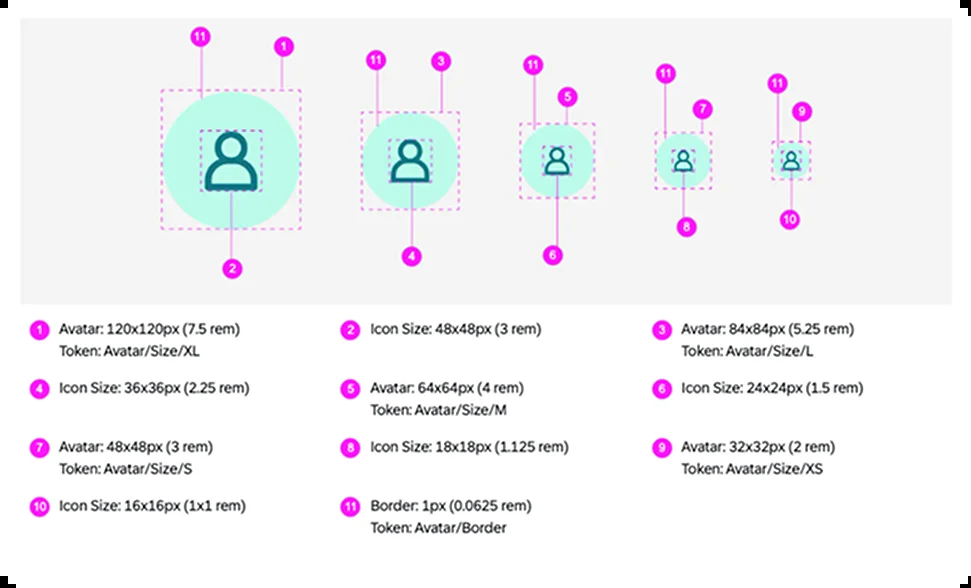 11
1
11
3
11
5
11
7
11
9
2
4
6
8
10
1 Avatar: 120x120px (7.5 rem)
Token: Avatar/Size/XL
2 Icon Size: 48x48px (3 rem)
3 Avatar: 84x84px (5.25 rem)
Token: Avatar/Size/L
4 Icon Size: 36x36px (2.25 rem)
5 Avatar: 64x64px (4 rem)
Token: Avatar/Size/M
6 Icon Size: 24x24px (1.5 rem)
7 Avatar: 48x48px (3 rem)
Token: Avatar/Size/S
8 Icon Size: 18x18px (1.125 rem)
9 Avatar: 32x32px (2 rem)
Token: Avatar/Size/XS
10 Icon Size: 16x16px (1x1 rem)
11 Border: 1px (0.0625 rem)
Token: Avatar/Border